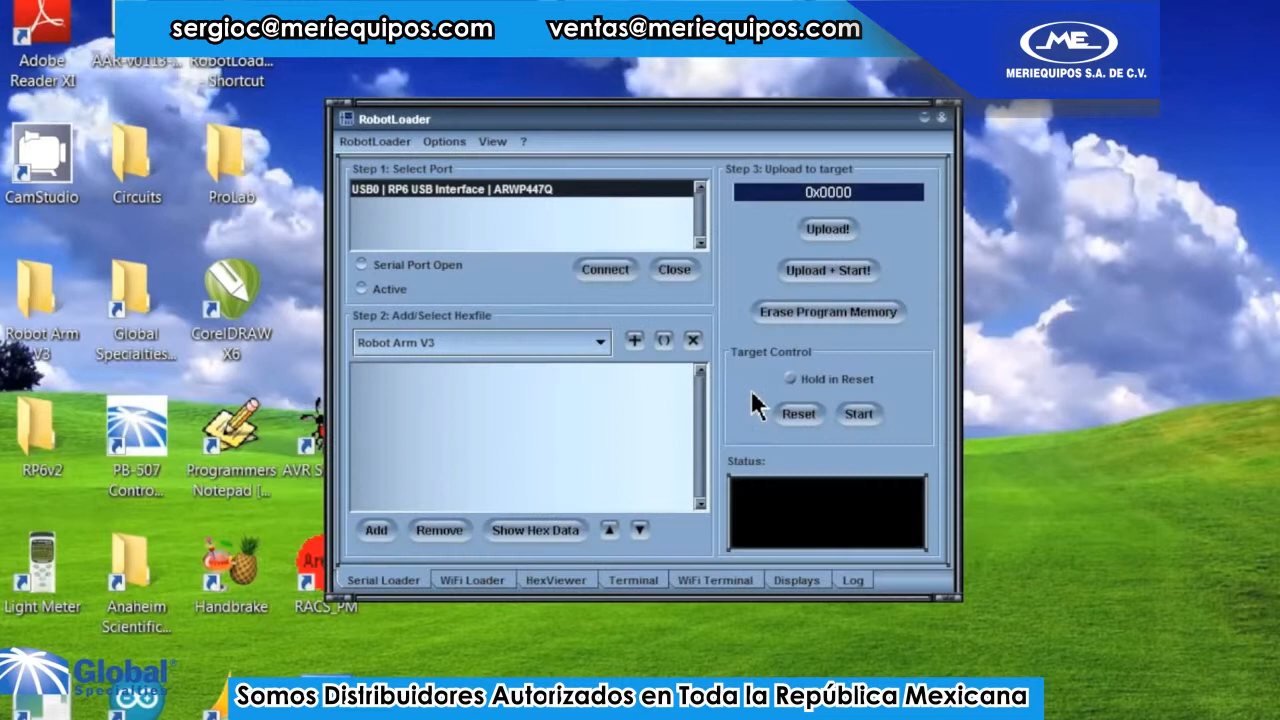 sergioc@meriequipos.com ventas@meriequipos.com
ME
MERIEQUIPOS S.A. DE C.V.
Adobe
Reader XI
AAR-V0118-...
RobotLoad...
- Shortcut
CamStudio
Circuits
ProLab
Robot Arm
V3
Global
Specialties...
CorelDRAW
X6
RP6v2
PB-507
Contro...
Programmers
Notepad [...
AVR S
Light Meter
Anaheim
Scientific...
Handbrake
RACS_PM
RobotLoader
RobotLoader Options View ?
Step 1: Select Port
USB0 | RP6 USB Interface | ARWP447Q
Serial Port Open
Active
Connect Close
Step 2: Add/Select Hexfile
Robot Arm V3
Add Remove Show Hex Data
Step 3: Upload to target
0x0000
Upload!
Upload + Start!
Erase Program Memory
Target Control
Hold in Reset
Reset Start
Status:
Serial Loader WiFi Loader HexViewer Terminal WiFi Terminal Displays Log
Global
Specialties
Somos Distribuidores Autorizados en Toda la República Mexicana